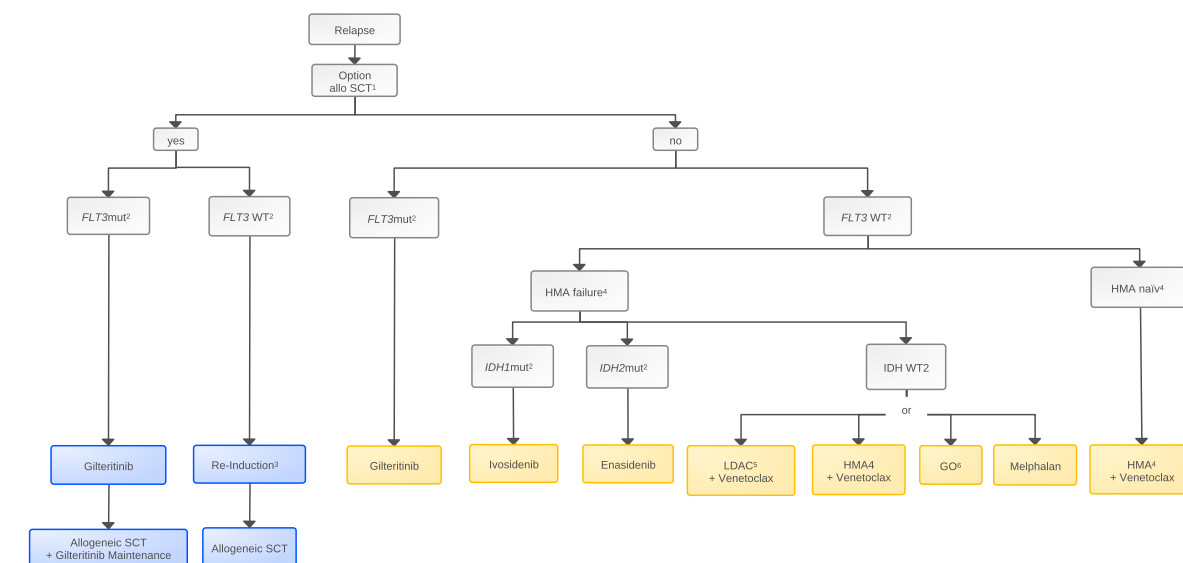 Relapse
Option
allo SCT¹
yes
no
FLT3mut²
FLT3 WT²
FLT3mut²
FLT3 WT²
HMA failure⁴
HMA naïv⁴
IDH1mut²
IDH2mut²
IDH WT2
or
Gilteritinib
Re-Induction³
Gilteritinib
Ivosidenib
Enasidenib
LDAC⁵
+ Venetoclax
HMA4
+ Venetoclax
GO⁶
Melphalan
HMA⁴
+ Venetoclax
Allogeneic SCT
+ Gilteritinib Maintenance
Allogeneic SCT